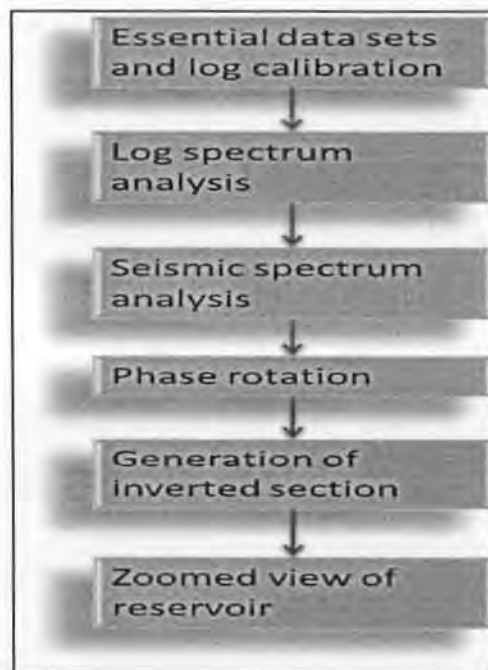 Essential data sets
and log calibration
Log spectrum
analysis
Seismic spectrum
analysis
Phase rotation
Generation of
inverted section
Zoomed view of
reservoir